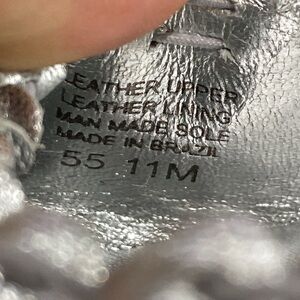 LEATHER UPPER
LEATHER LINING
MAN MADE SOLE
MADE IN BRAZIL
55 11M